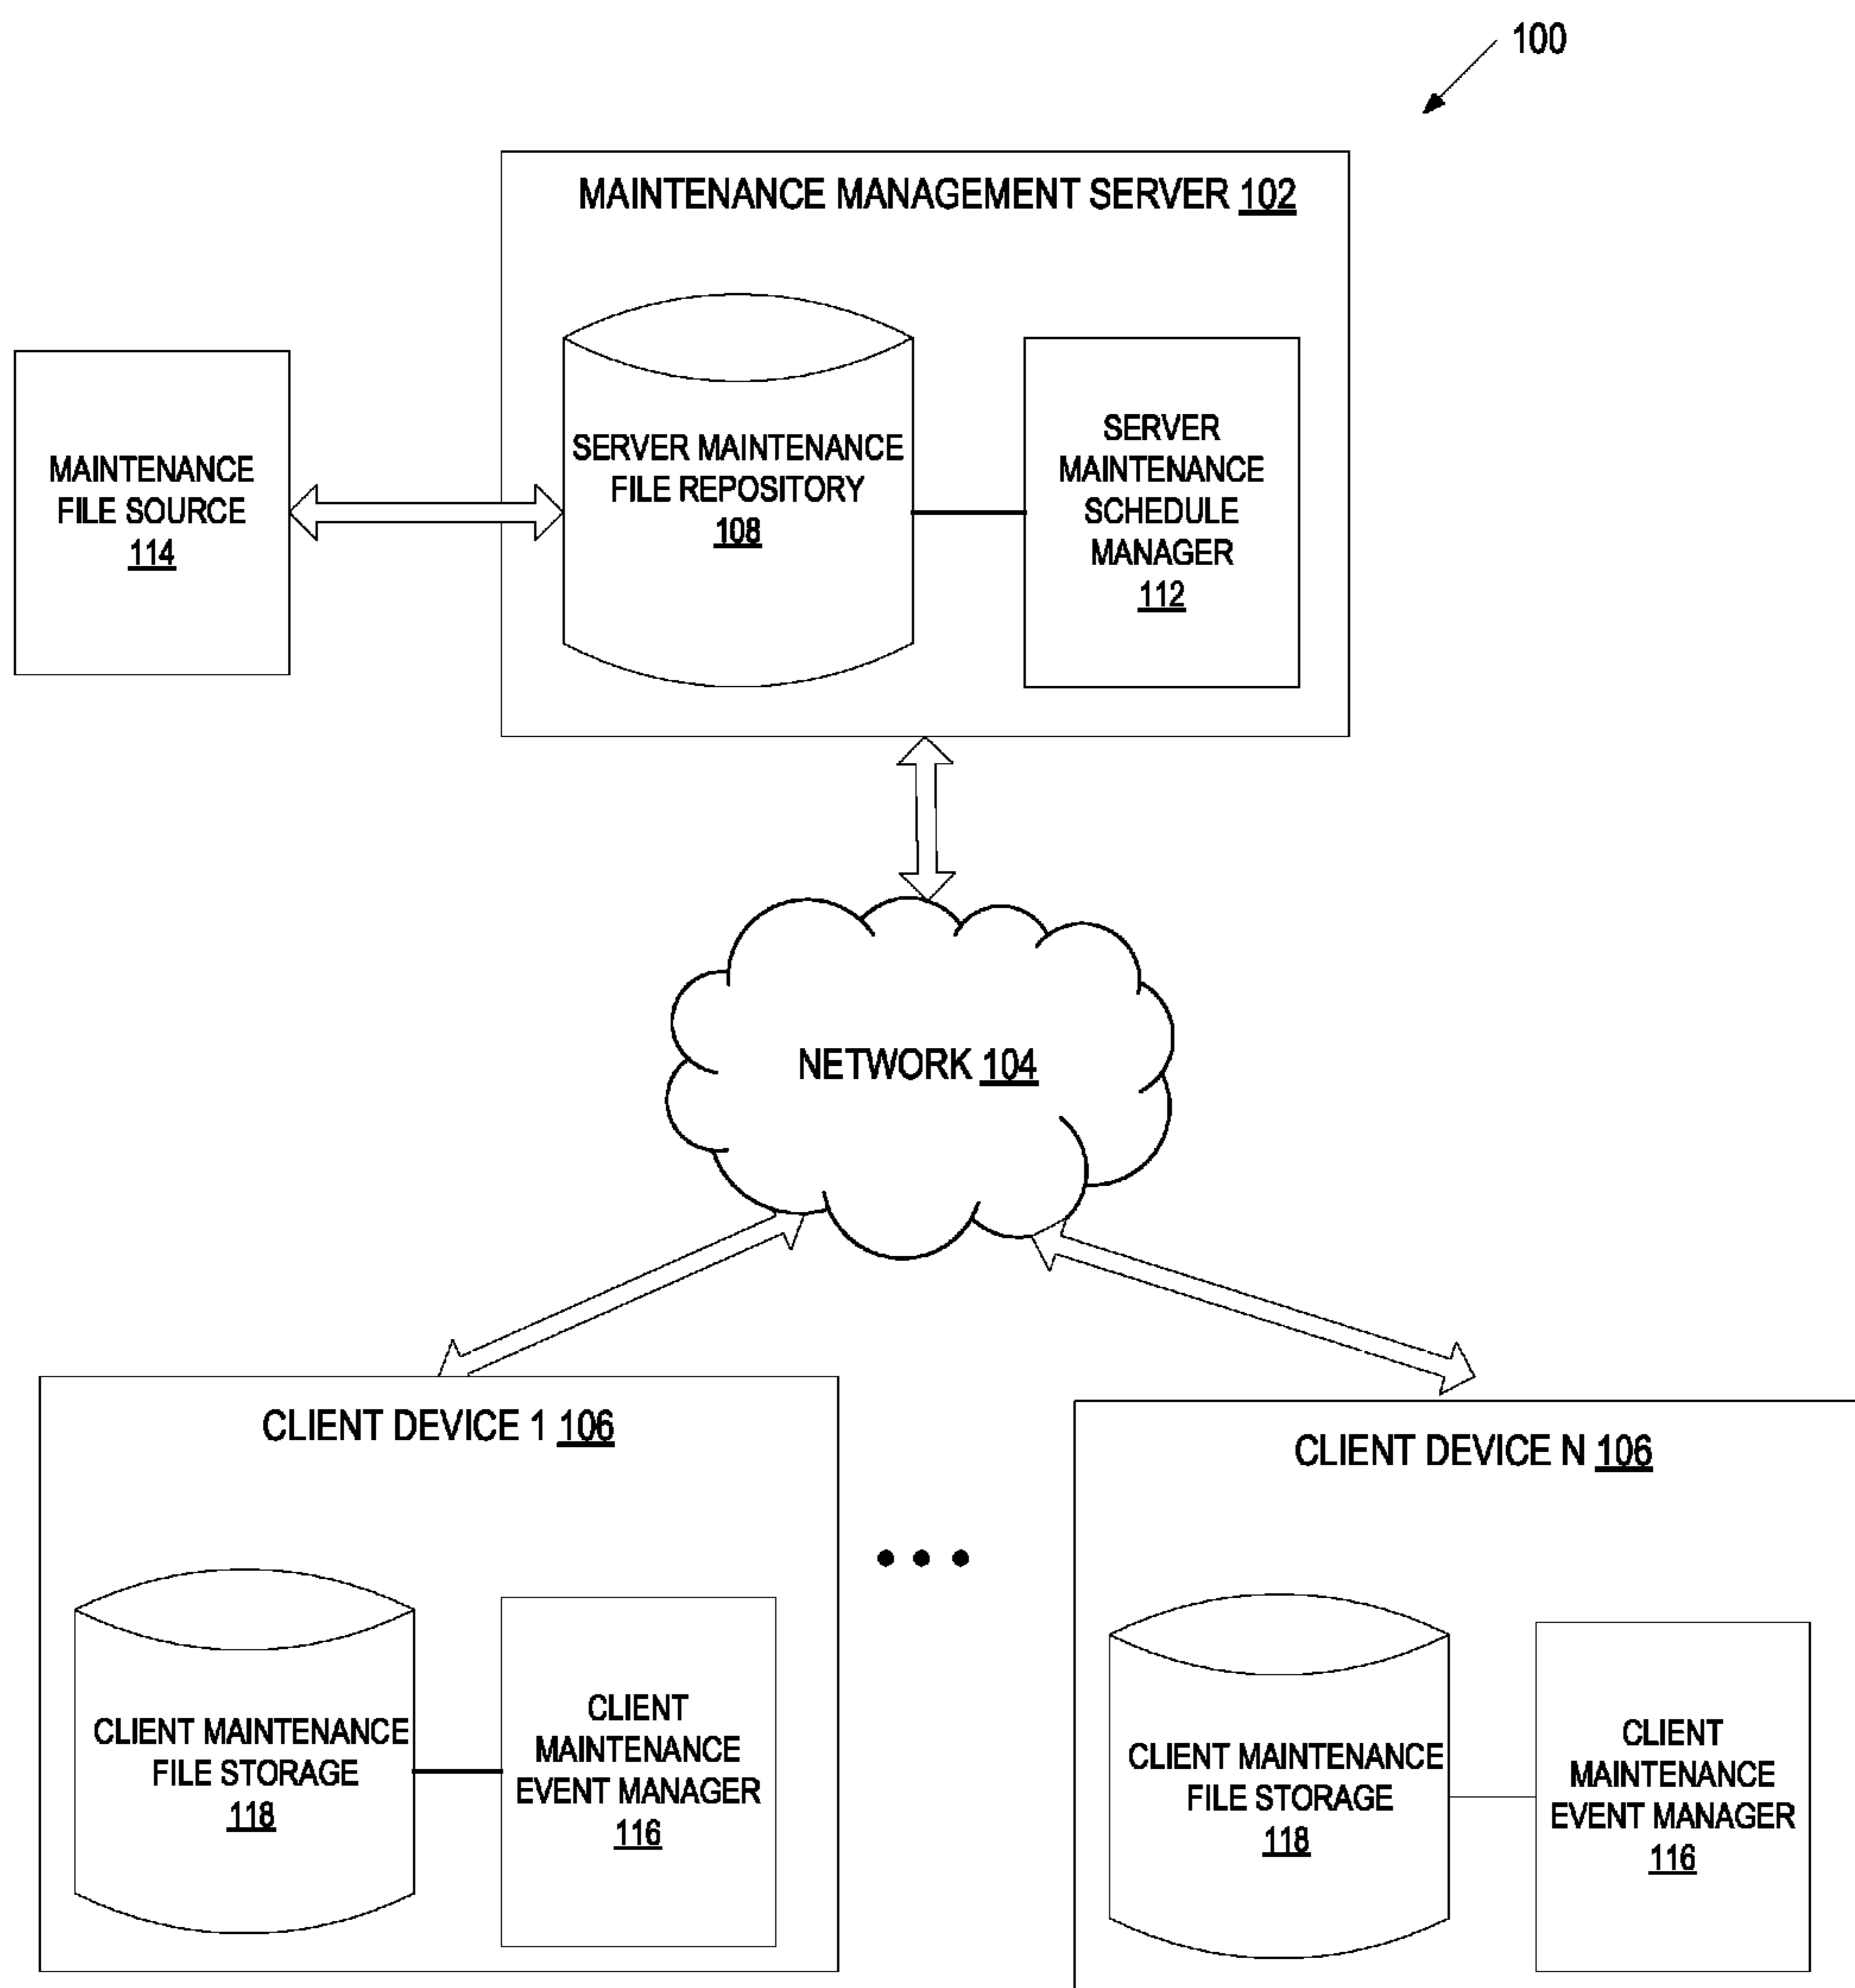 100
MAINTENANCE MANAGEMENT SERVER 102
MAINTENANCE
FILE SOURCE
114
SERVER MAINTENANCE
FILE REPOSITORY
108
SERVER
MAINTENANCE
SCHEDULE
MANAGER
112
NETWORK 104
CLIENT DEVICE 1 106
CLIENT MAINTENANCE
FILE STORAGE
118
CLIENT
MAINTENANCE
EVENT MANAGER
116
CLIENT DEVICE N 106
CLIENT MAINTENANCE
FILE STORAGE
118
CLIENT
MAINTENANCE
EVENT MANAGER
116